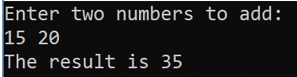 Enter two numbers to add:
15 20
The result is 35